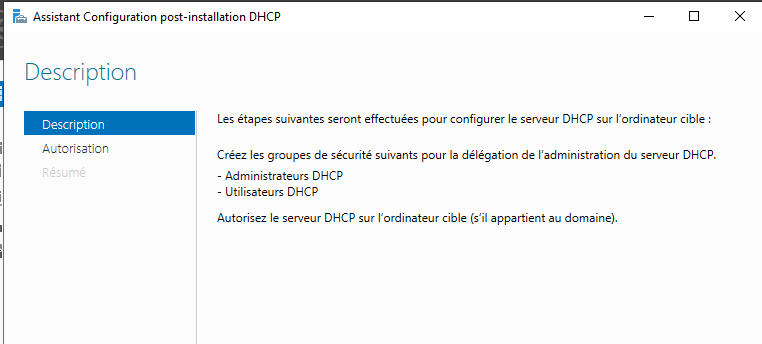 Assistant Configuration post-installation DHCP
Description
Description
Autorisation
Résumé
Les étapes suivantes seront effectuées pour configurer le serveur DHCP sur l'ordinateur cible :
Créez les groupes de sécurité suivants pour la délégation de l'administration du serveur DHCP.
- Administrateurs DHCP
- Utilisateurs DHCP
Autorisez le serveur DHCP sur l'ordinateur cible (s'il appartient au domaine).